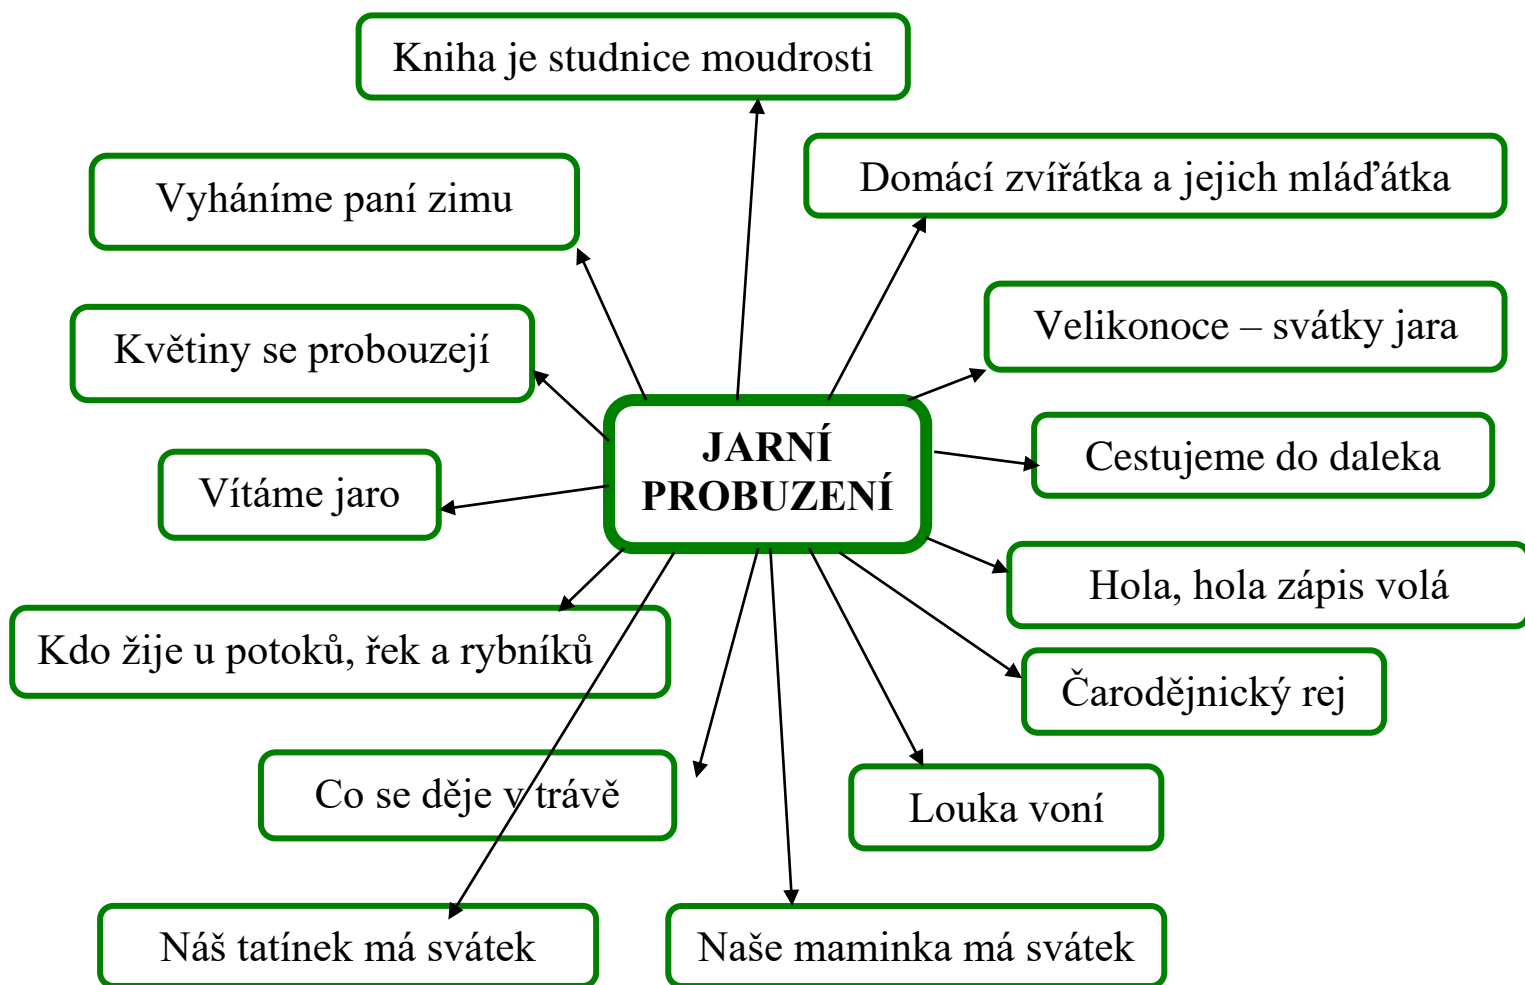 Kniha je studnice moudrosti
Domácí zvířátka a jejich mláďátka
Vyháníme paní zimu
Velikonoce – svátky jara
Květiny se probouzejí
JARNÍ
PROBUZENÍ
Cestujeme do daleka
Vítáme jaro
Hola, hola zápis volá
Kdo žije u potoků, řek a rybníků
Čarodějnický rej
Co se děje v trávě
Louka voní
Náš tatínek má svátek
Naše maminka má svátek